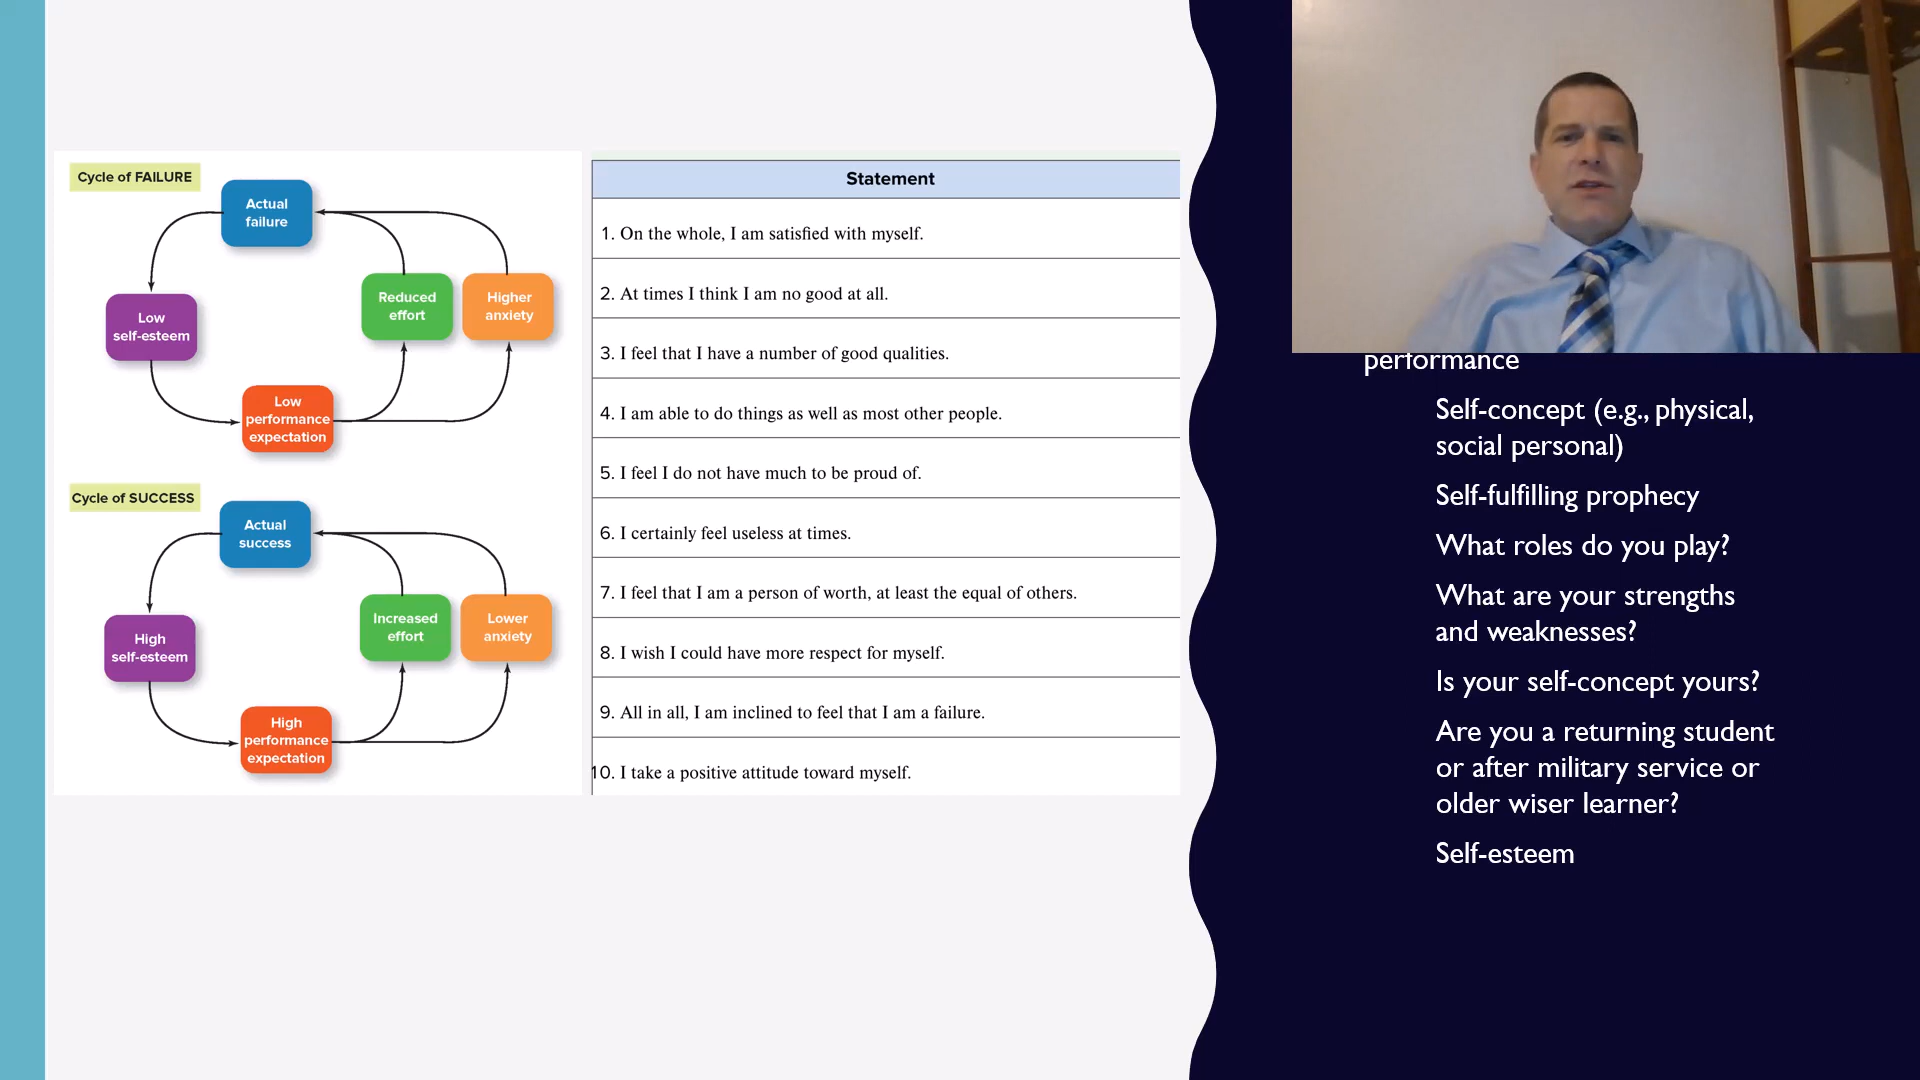 Cycle of FAILURE
Actual
failure
Low
self-esteem
Reduced
effort
Higher
anxiety
Low
performance
expectation
Cycle of SUCCESS
Actual
success
High
self-esteem
Increased
effort
Lower
anxiety
High
performance
expectation
Statement
1. On the whole, I am satisfied with myself.
2. At times I think I am no good at all.
3. I feel that I have a number of good qualities.
4. I am able to do things as well as most other people.
5. I feel I do not have much to be proud of.
6. I certainly feel useless at times.
7. I feel that I am a person of worth, at least the equal of others.
8. I wish I could have more respect for myself.
9. All in all, I am inclined to feel that I am a failure.
10. I take a positive attitude toward myself.
performance
Self-concept (e.g., physical,
social personal)
Self-fulfilling prophecy
What roles do you play?
What are your strengths
and weaknesses?
Is your self-concept yours?
Are you a returning student
or after military service or
older wiser learner?
Self-esteem